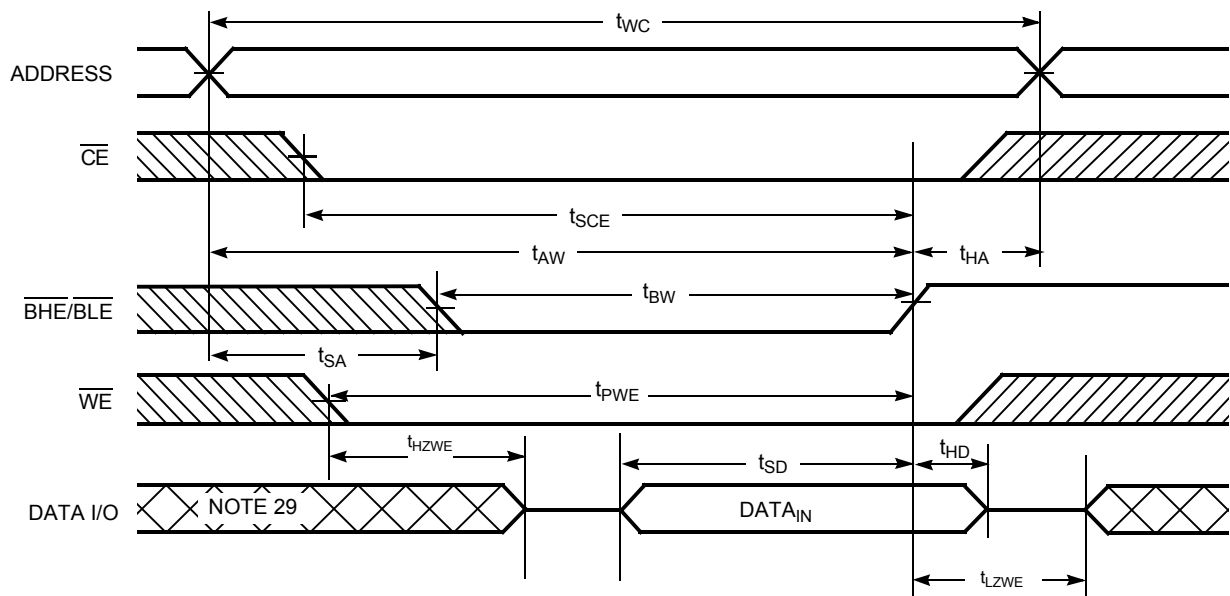 tWC
ADDRESS
CE
tSCE
tAW
tHA
BHE/BLE
tBW
tSA
WE
tPWE
tHZWE
tSD
tHD
DATA I/O
NOTE 29
DATAIN
tLZWE